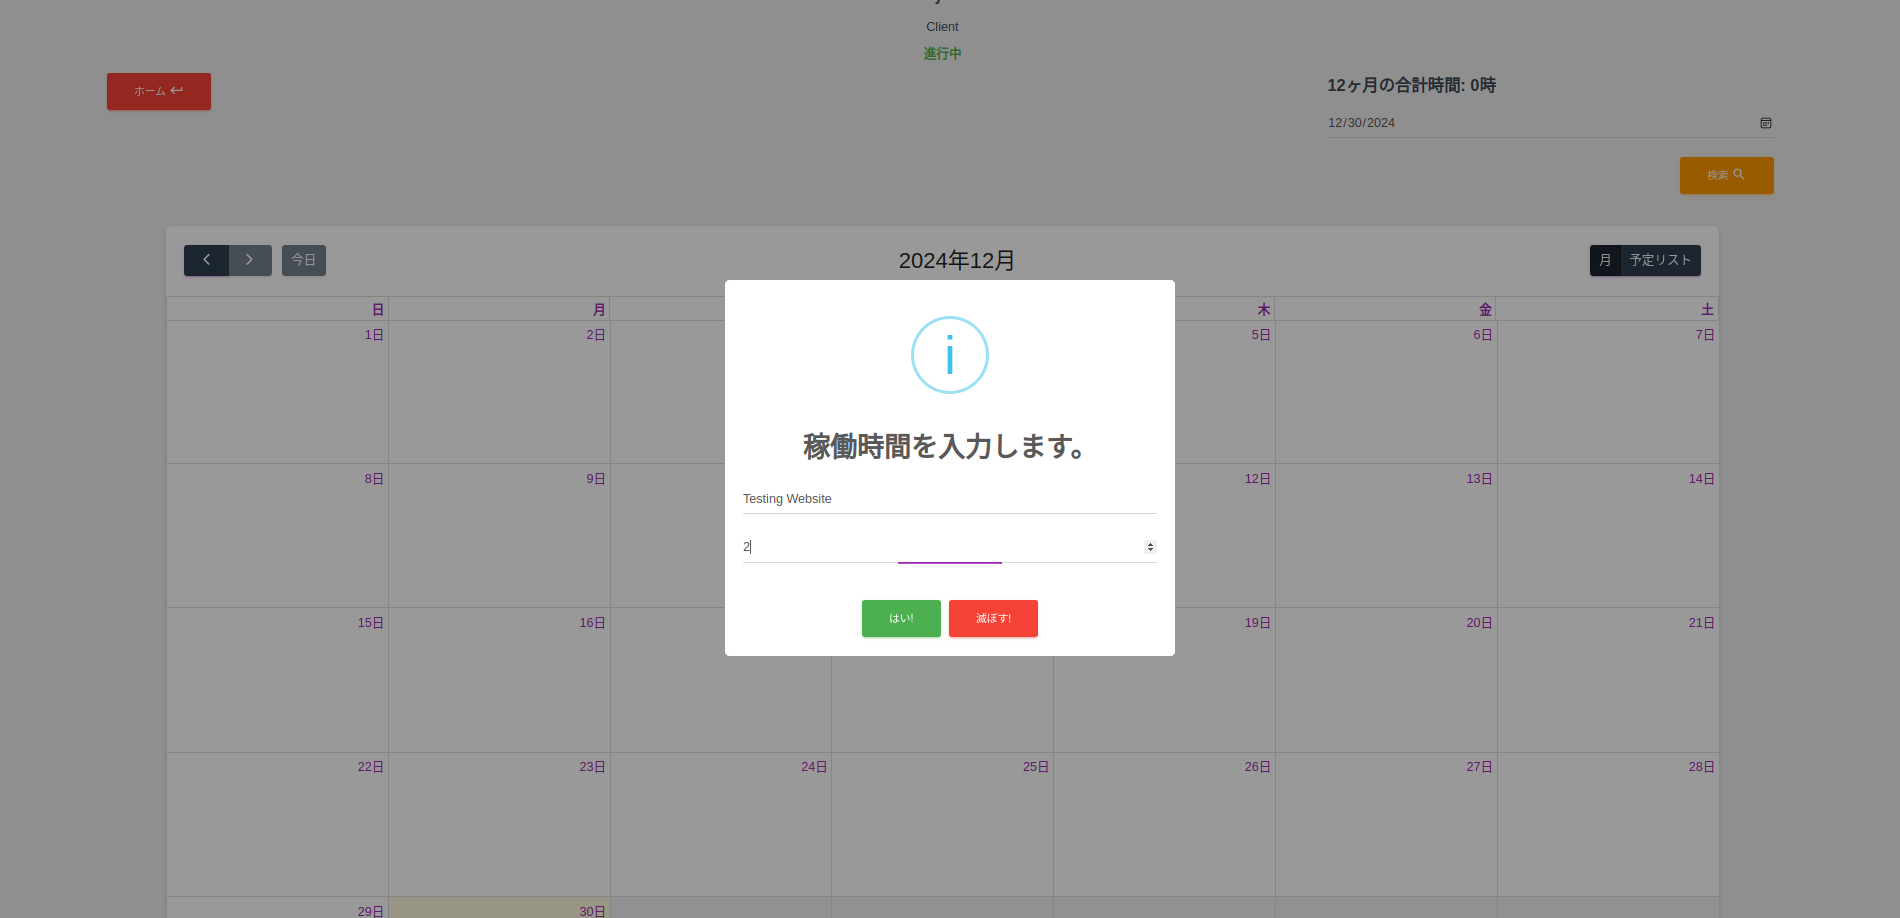 Client
進行中
ホーム
12ヶ月の合計時間: 0時
12/30/2024
検索
今日
2024年12月
月 予定リスト
日 月 木 金 土
1日 2日 5日 6日 7日
稼働時間を入力します。
8日 9日 12日 13日 14日
Testing Website
2
はい! 滅ぼす!
15日 16日 19日 20日 21日
22日 23日 24日 25日 26日 27日 28日
29日 30日